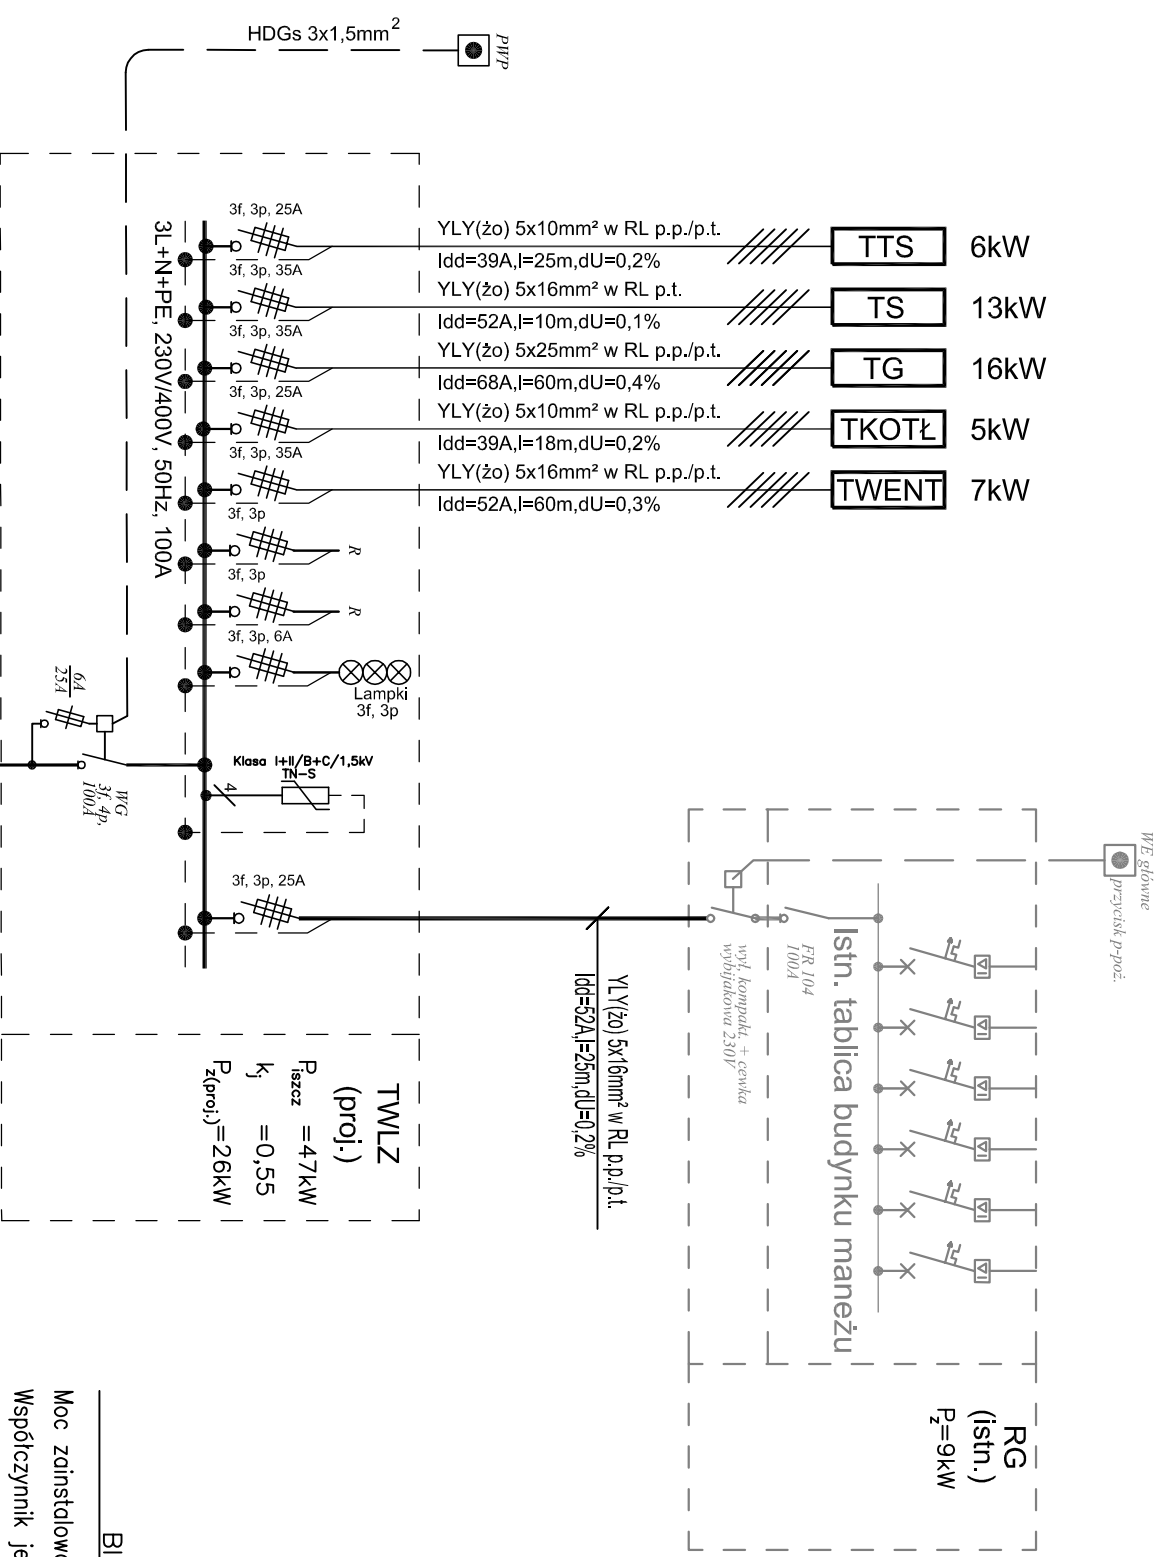 HDGs 3x1,5mm²
PWP
3f, 3p, 25A
YLY(żo) 5x10mm² w RL p.p./p.t.
Idd=39A,l=25m,dU=0,2%
TTS
6kW
3f, 3p, 35A
YLY(żo) 5x16mm² w RL p.t.
Idd=52A,l=10m,dU=0,1%
TS
13kW
3f, 3p, 35A
YLY(żo) 5x25mm² w RL p.p./p.t.
Idd=68A,l=60m,dU=0,4%
TG
16kW
3f, 3p, 25A
YLY(żo) 5x10mm² w RL p.p./p.t.
Idd=39A,l=18m,dU=0,2%
TKOTŁ
5kW
3f, 3p, 35A
YLY(żo) 5x16mm² w RL p.p./p.t.
Idd=52A,l=60m,dU=0,3%
TWENT
7kW
3f, 3p
R
3f, 3p
R
3f, 3p, 6A
Lampki
3f, 3p
3L+N+PE, 230V/400V, 50Hz, 100A
6A
25A
WG
3f, 4p,
100A
Klasa I+II/B+C/1,5kV
TN-S
4
3f, 3p, 25A
YLY(żo) 5x16mm² w RL p.p./p.t.
Idd=52A,l=25m,dU=0,2%
TWLZ
(proj.)
Piszcz =47kW
kj =0,55
Pz(proj.)=26kW
WE główne
przycisk p-poż.
FR 104
100A
wył. kompakt. + cewka
wybijakowa 230V
Istn. tablica budynku maneżu
RG
(istn.)
Pz=9kW
Moc
Współczynnik